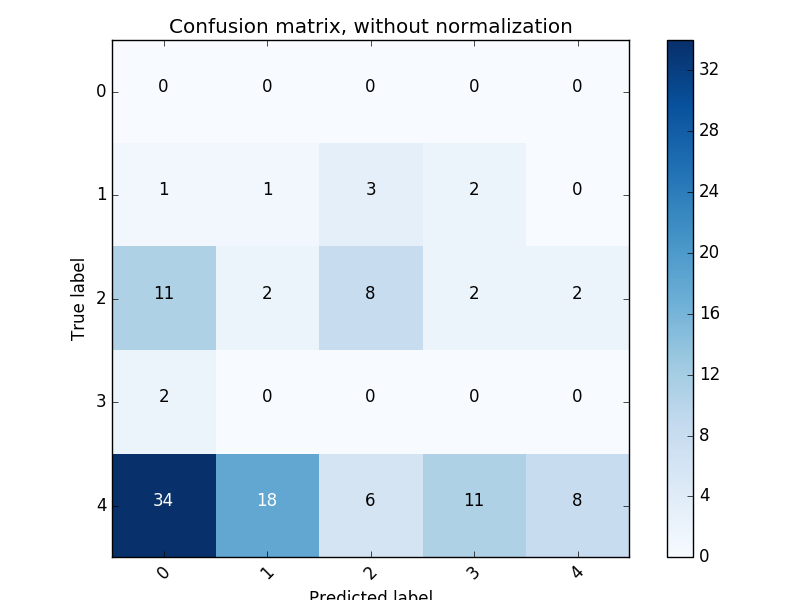 Confusion matrix, without normalization
0 0 0 0 0 0
1 1 1 3 2 0
2 11 2 8 2 2
3 2 0 0 0 0
4 34 18 6 11 8
0 1 2 3 4
True label
Predicted label
32
28
24
20
16
12
8
4
0